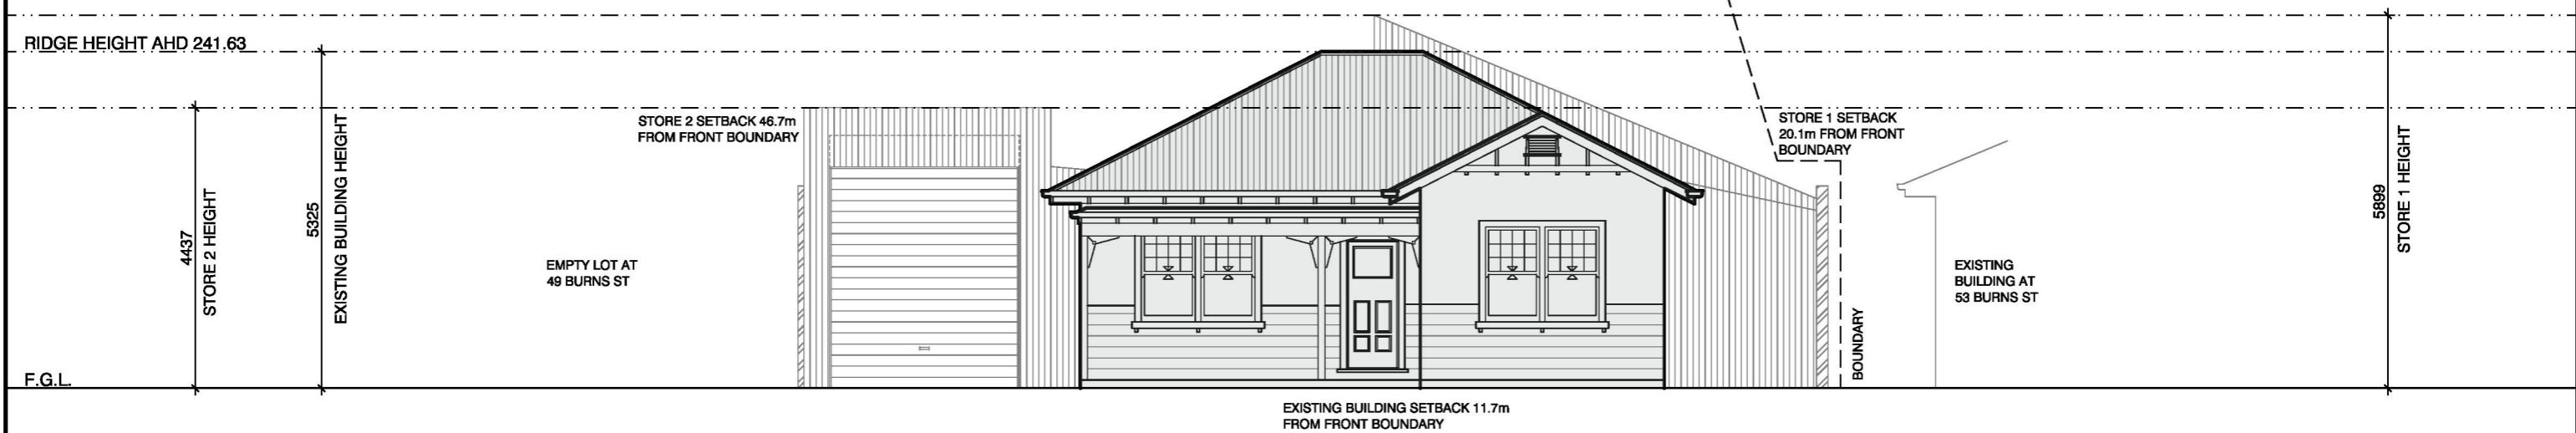 RIDGE HEIGHT AHD 241.63
F.G.L.
4437
STORE 2 HEIGHT
5325
EXISTING BUILDING HEIGHT
EMPTY LOT AT
49 BURNS ST
STORE 2 SETBACK 46.7m
FROM FRONT BOUNDARY
EXISTING BUILDING SETBACK 11.7m
FROM FRONT BOUNDARY
STORE 1 SETBACK
20.1m FROM FRONT
BOUNDARY
BOUNDARY
EXISTING
BUILDING AT
53 BURNS ST
5899
STORE 1 HEIGHT